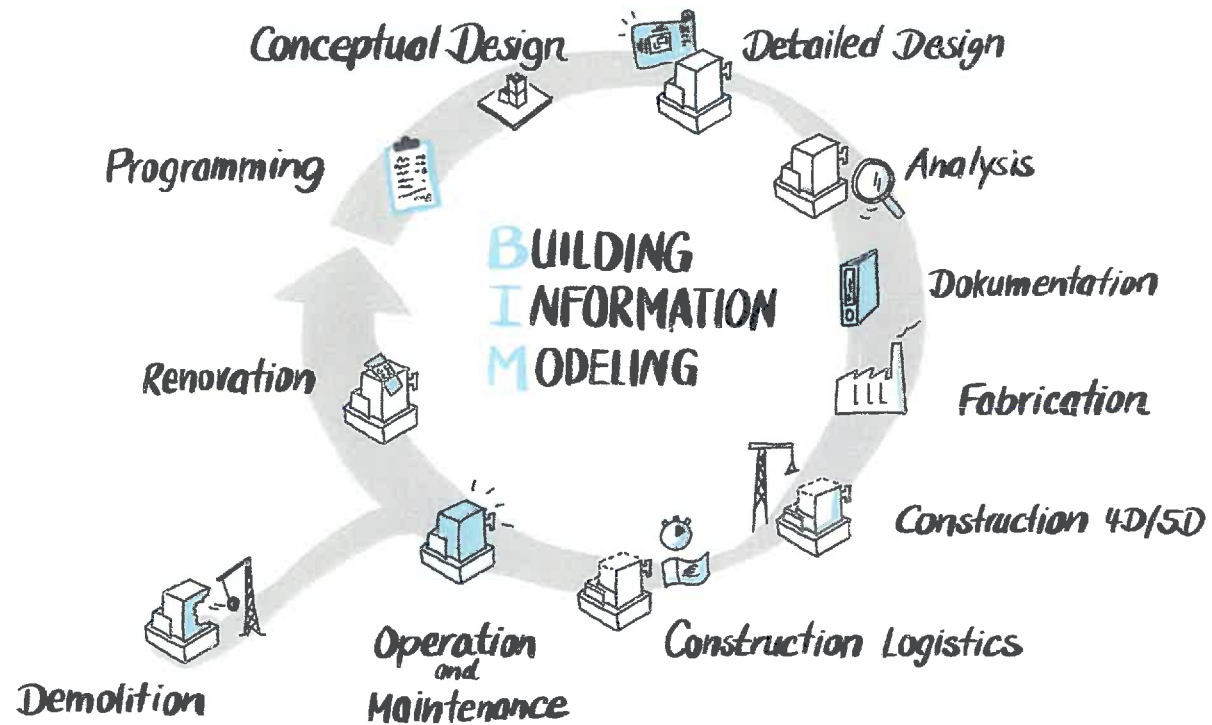 Conceptual Design
Detailed Design
Programming
Analysis
BUILDING
INFORMATION
MODELING
Dokumentation
Renovation
Fabrication
Construction 4D/5D
Construction Logistics
Operation
and
Maintenance
Demolition
€